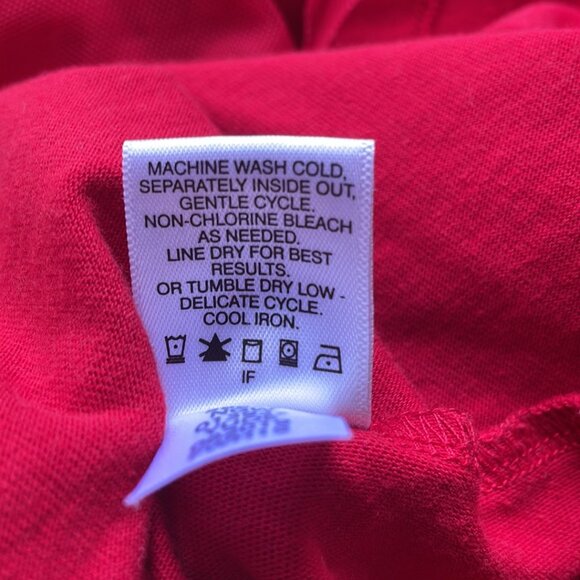 MACHINE WASH COLD,
SEPARATELY INSIDE OUT,
GENTLE CYCLE.
NON-CHLORINE BLEACH
AS NEEDED.
LINE DRY FOR BEST
RESULTS.
OR TUMBLE DRY LOW -
DELICATE CYCLE.
COOL IRON.
IF